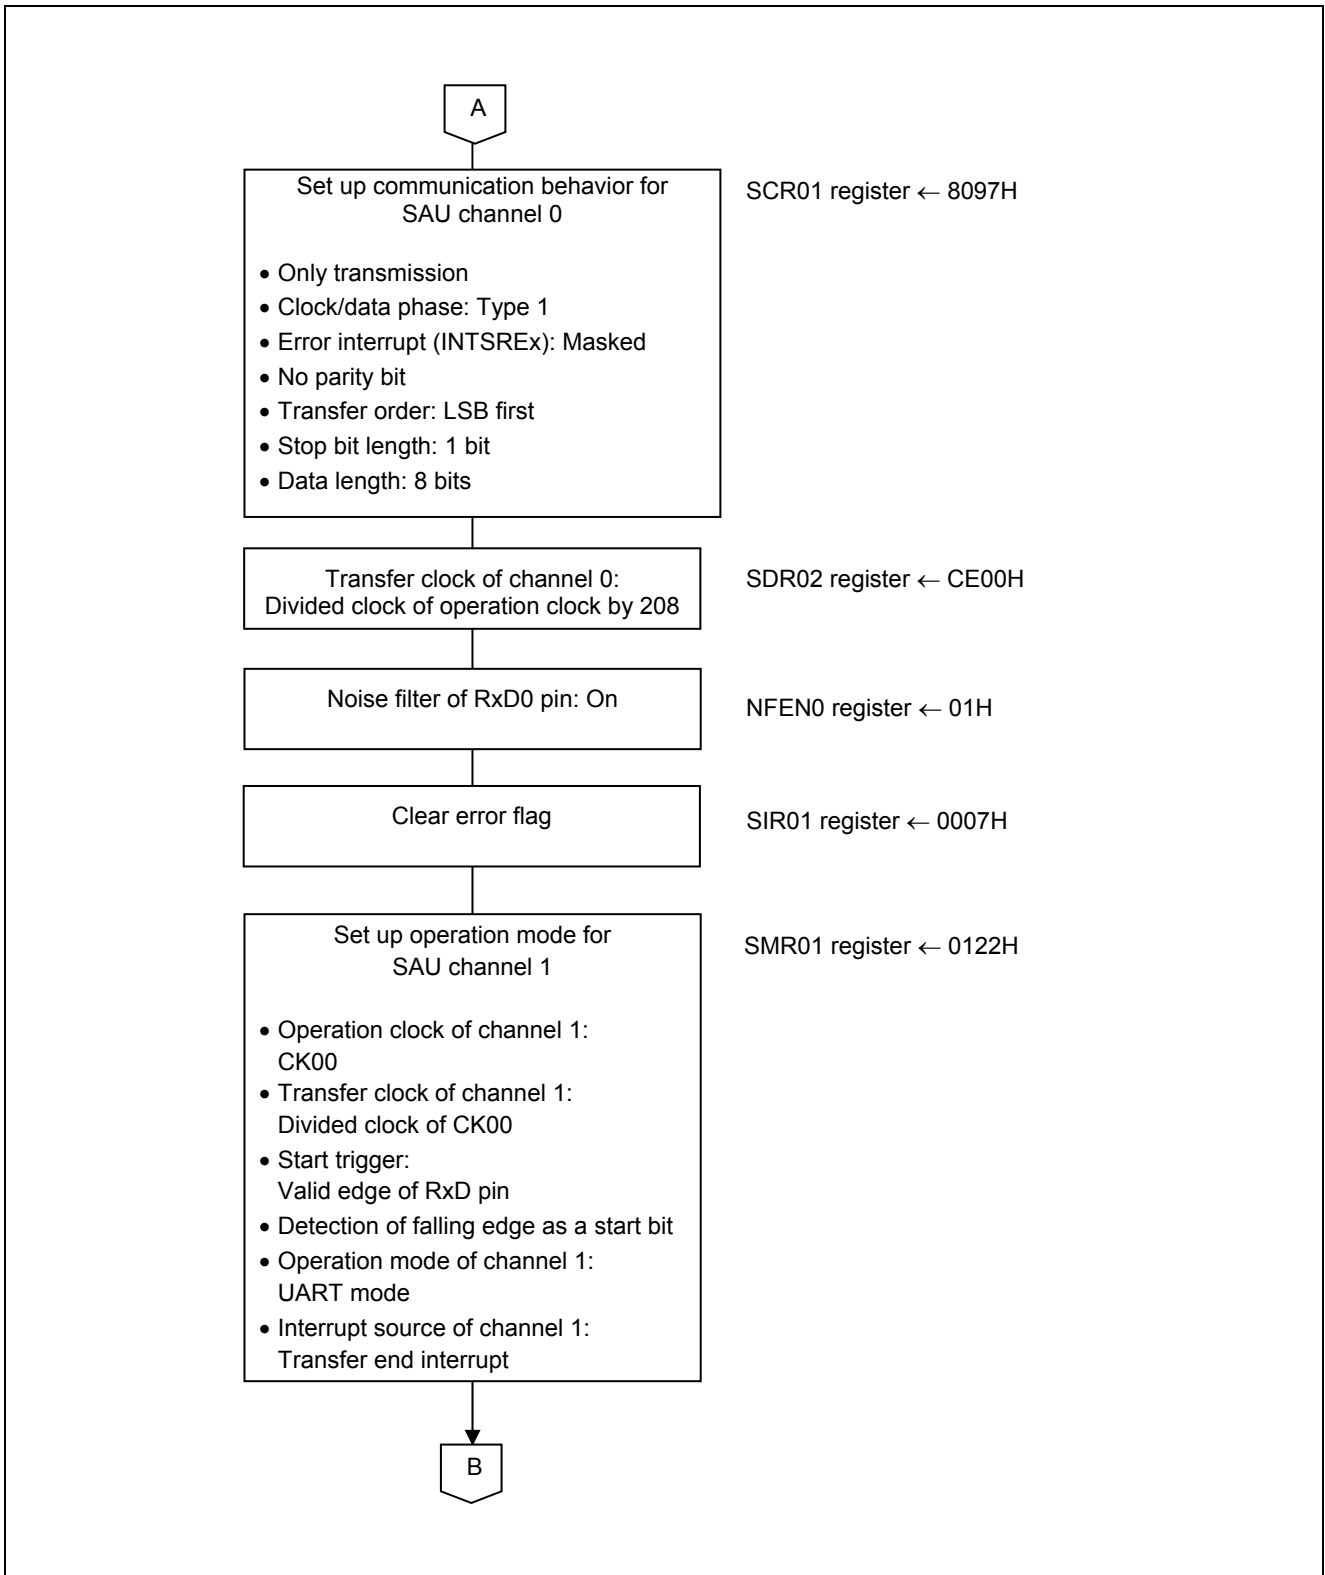 A
Set up communication behavior for
SAU channel 0
• Only transmission
• Clock/data phase: Type 1
• Error interrupt (INTSREx): Masked
• No parity bit
• Transfer order: LSB first
• Stop bit length: 1 bit
• Data length: 8 bits
SCR01 register ← 8097H
Transfer clock of channel 0:
Divided clock of operation clock by 208
SDR02 register ← CE00H
Noise filter of RxD0 pin: On
NFEN0 register ← 01H
Clear error flag
SIR01 register ← 0007H
Set up operation mode for
SAU channel 1
• Operation clock of channel 1:
CK00
• Transfer clock of channel 1:
Divided clock of CK00
• Start trigger:
Valid edge of RxD pin
• Detection of falling edge as a start bit
• Operation mode of channel 1:
UART mode
• Interrupt source of channel 1:
Transfer end interrupt
SMR01 register ← 0122H
B